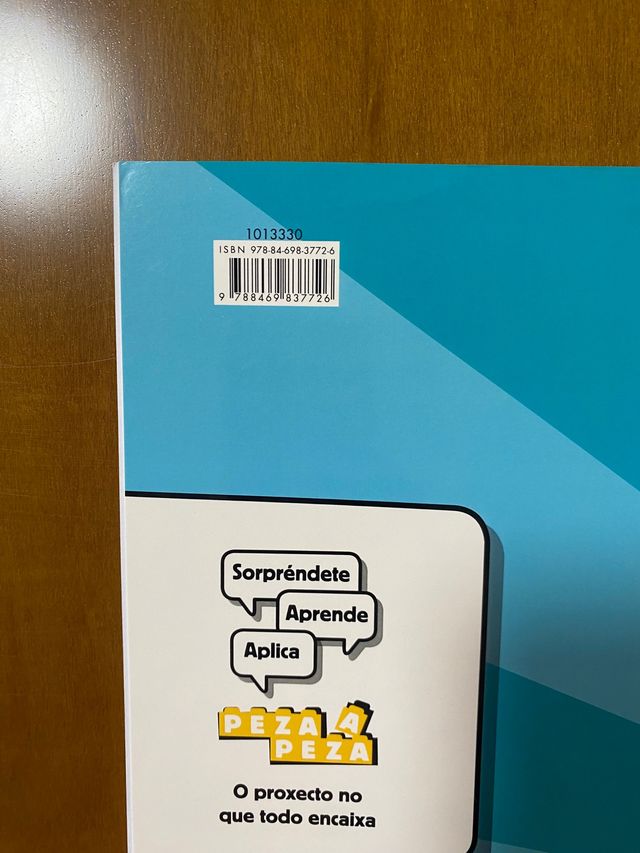 1013330
ISBN 978-84-698-3772-6
9 788469 837726
Sorpréndete
Aprende
Aplica
PEZA A
PEZA
O proxecto no
que todo encaixa